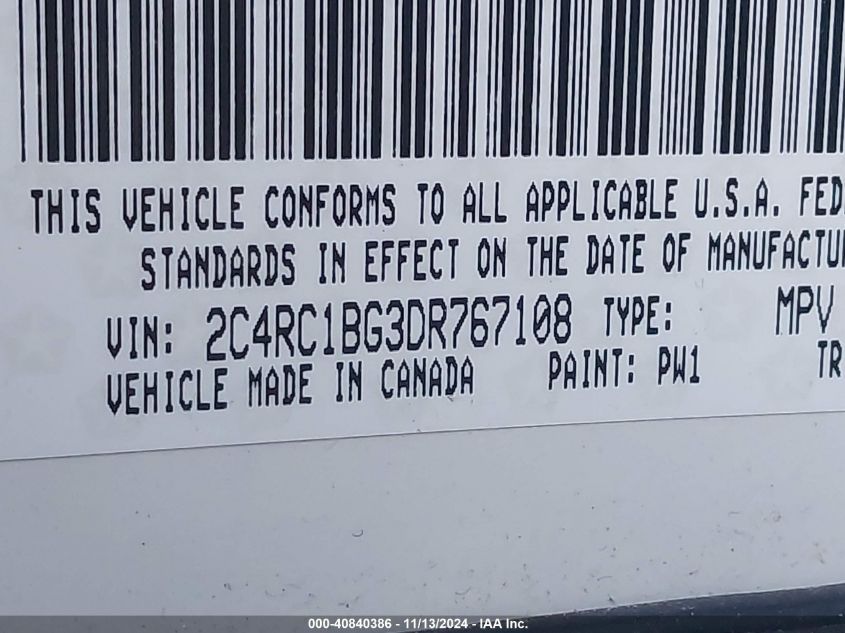 THIS VEHICLE CONFORMS TO ALL APPLICABLE U.S.A.
STANDARDS IN EFFECT ON THE DATE OF
VIN: 2C4RC1BG3DR767108 TYPE: MPV
VEHICLE MADE IN CANADA PAINT: PW1
000-40840386 - 11/13/2024 - IAA Inc.